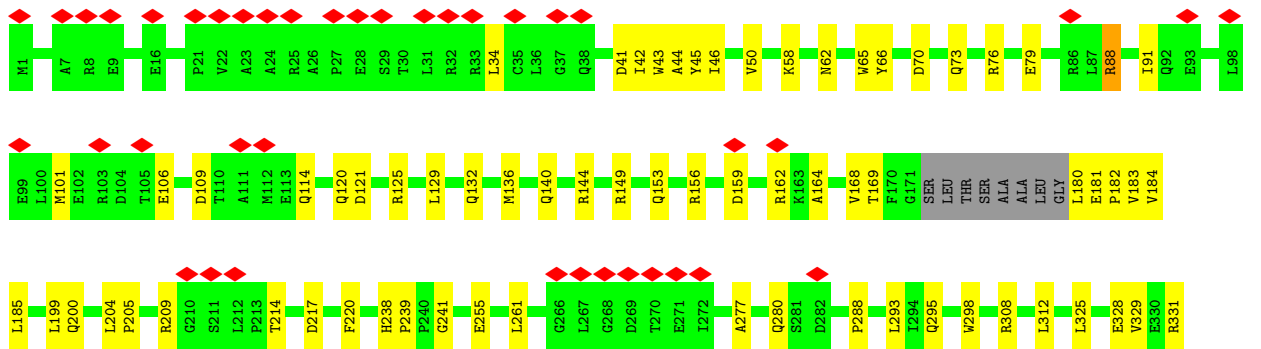 M1 A7 R8 E9 E16 P21 V22 A23 A24 R25 A26 P27 E28 S29 T30 L31 R32 R33 L34 C35 L36 G37 Q38 D41 I42 W43 A44 Y45 I46 V50 K58 N62 W65 Y66 D70 Q73 R76 E79 R86 L87 R88 I91 Q92 E93 L98
E99 L100 M101 E102 R103 D104 T105 E106 D109 T110 A111 M112 E113 Q114 Q120 D121 R125 L129 Q132 M136 Q140 R144 R149 Q153 R156 D159 R162 K163 A164 V168 T169 F170 G171 SER LEU THR SER ALA ALA LEU GLY L180 E181 P182 V183 V184
L185 L199 Q200 L204 P205 R209 G210 S211 L212 P213 T214 D217 F220 H238 P239 P240 G241 E255 L261 G266 L267 G268 D269 T270 E271 I272 A277 Q280 S281 D282 P288 L293 I294 Q295 W298 R308 L312 L325 E328 V329 E330 R331